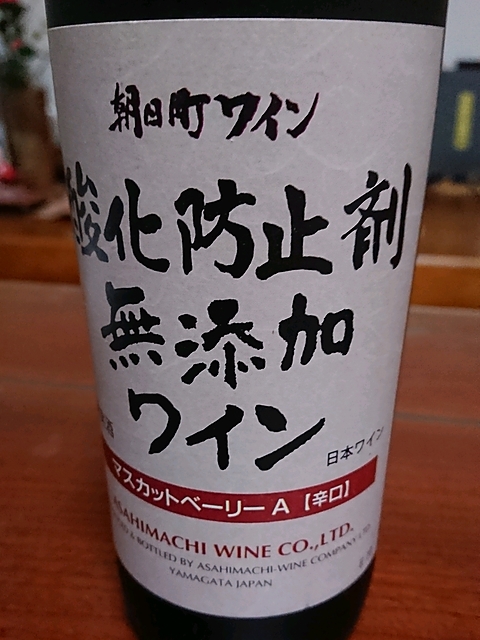 朝日町ワイン
酸化防止剤
無添加
ワイン
日本ワイン
マスカットベーリーA【辛口】
ASAHIMACHI WINE CO.,LTD.
& BOTTLED BY ASAHIMACHI-WINE COMPANY LTD
YAMAGATA JAPAN